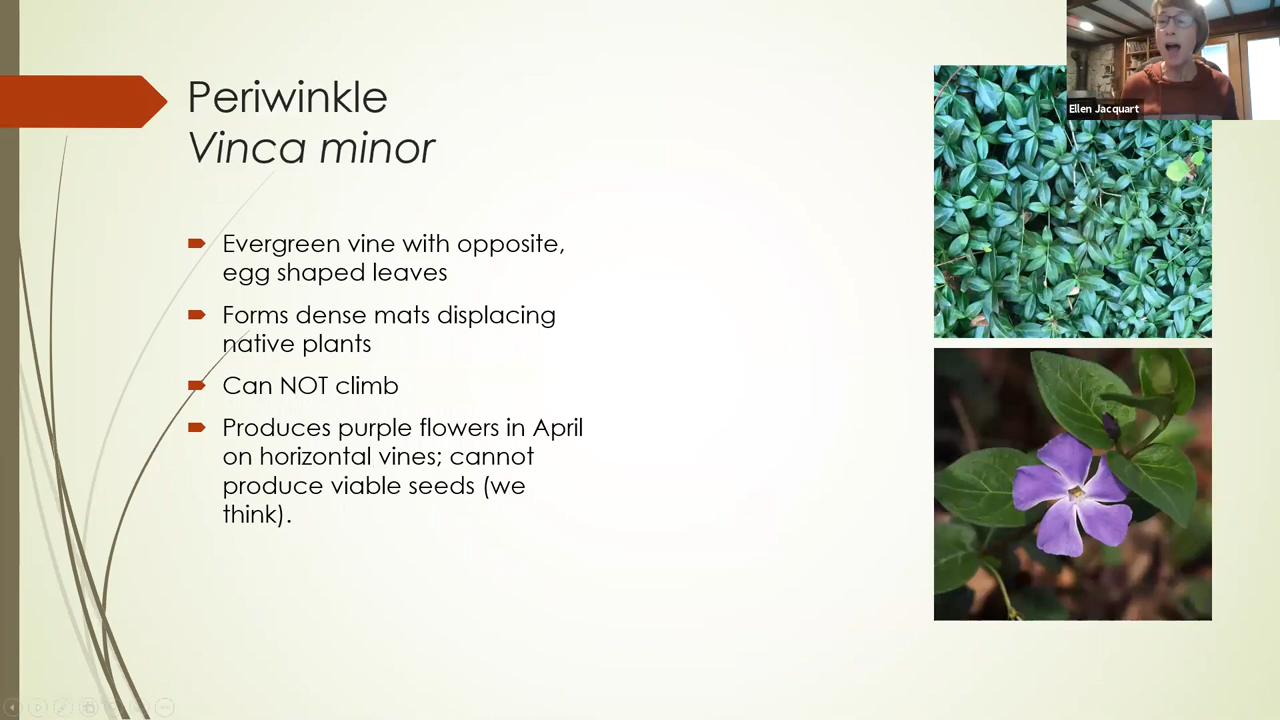 Periwinkle
Vinca minor
Evergreen vine with opposite,
egg shaped leaves
Forms dense mats displacing
native plants
Can NOT climb
Produces purple flowers in April
on horizontal vines; cannot
produce viable seeds (we
think).
Ellen Jacquart